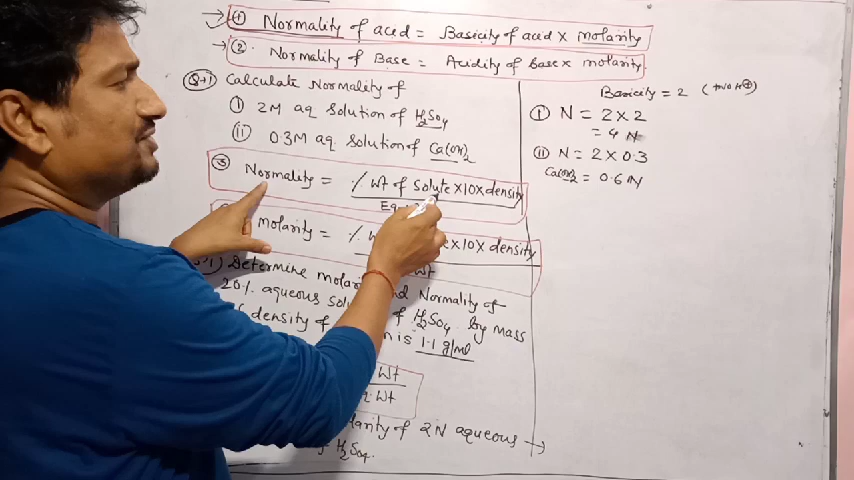 ① Normality of acid = Basicity of acid × molarity
→ ②. Normality of Base = Acidity of Base × molarity
Q→1 Calculate Normality of
ⓘ 2M aq solution of H₂SO₄
ⓘⓘ 0.3M aq solution of Ca(OH)₂
③ Normality = % Wt of Solute × 10 × density
Eq.
molarity = % × 10 × density
Wt
1) Determine molarity and Normality of
20% aqueous of H₂SO₄ by mass
density of is 1.1 g/ml
Wt
Wt
of 2N aqueous →
H₂SO₄.
Basicity = 2 (two H⊕)
ⓘ N = 2 × 2
= 4 N
ⓘⓘ N = 2 × 0.3
Ca(OH)₂ = 0.6 N